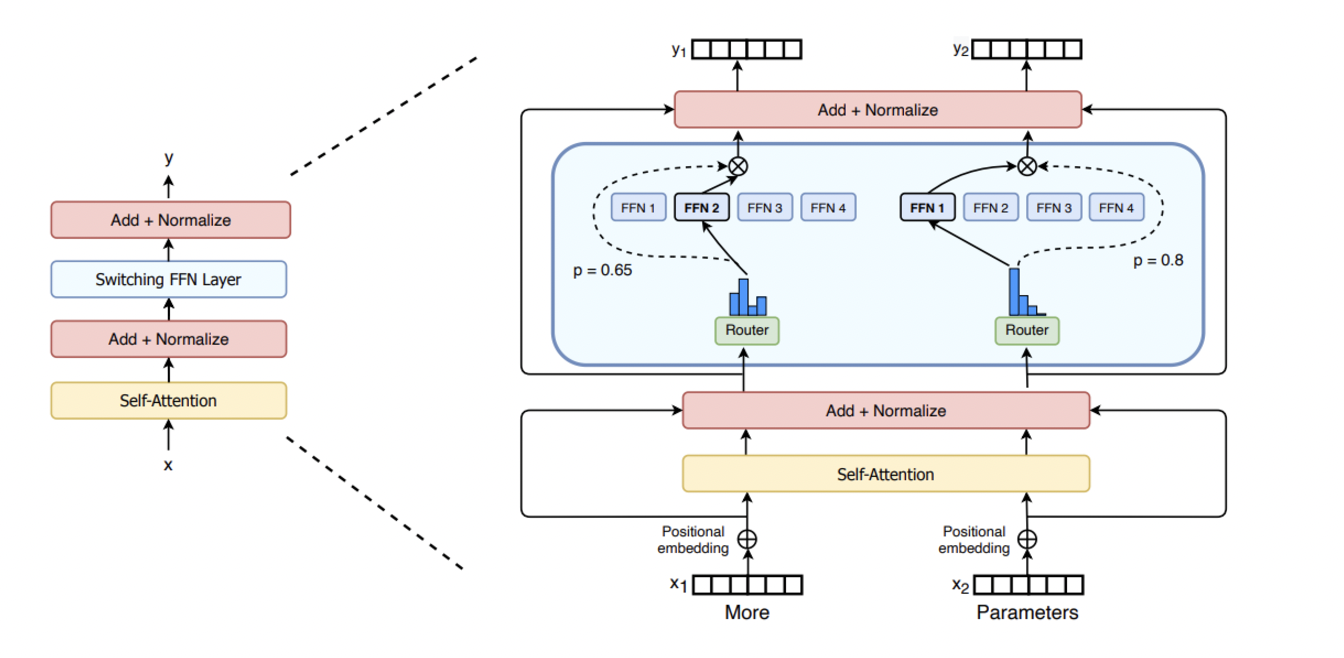 y
Add + Normalize
Switching FFN Layer
Add + Normalize
Self-Attention
x
y1 y2
Add + Normalize
FFN 1 FFN 2 FFN 3 FFN 4 FFN 1 FFN 2 FFN 3 FFN 4
p = 0.65 p = 0.8
Router Router
Add + Normalize
Self-Attention
Positional
embedding
Positional
embedding
x1 x2
More Parameters